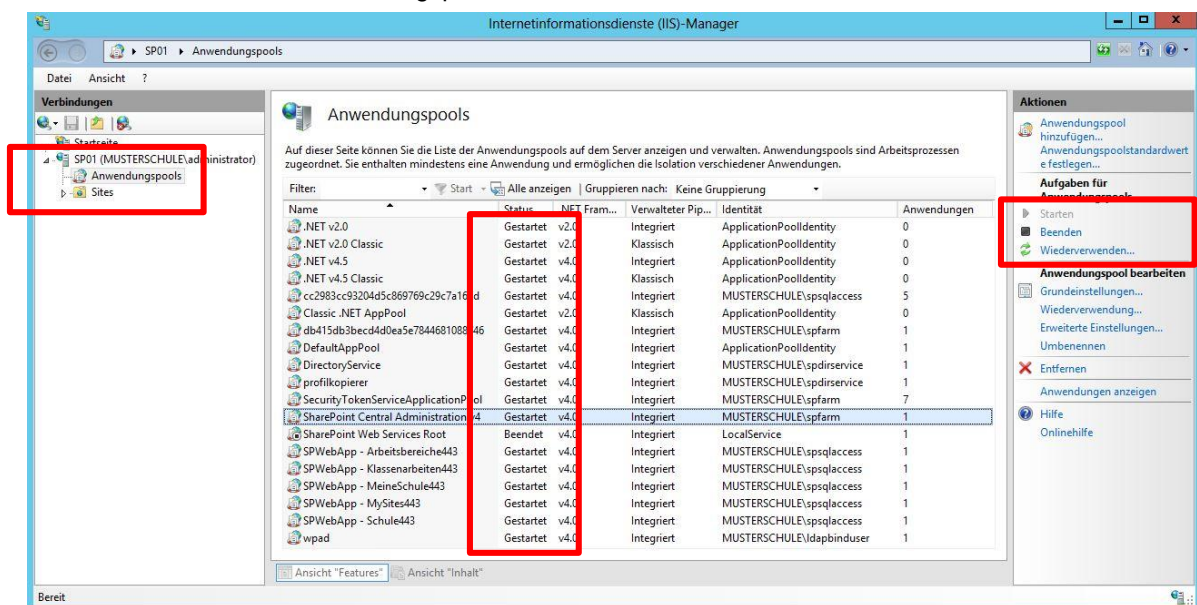 Internetinformationsdienste (IIS)-Manager
SP01 Anwendungspools
Datei Ansicht ?
Verbindungen
Startseite
SP01 (MUSTERSCHULE\administrator)
Anwendungspools
Sites
Anwendungspools
Auf dieser Seite können Sie die Liste der Anwendungspools auf dem Server anzeigen und verwalten. Anwendungspools sind Arbeitsprozessen
zugeordnet. Sie enthalten mindestens eine Anwendung und ermöglichen die Isolation verschiedener Anwendungen.
Filter: Start Alle anzeigen Gruppieren nach: Keine Gruppierung
Name Status .NET Fram... Verwalteter Pip... Identität Anwendungen
.NET v2.0 Gestartet v2.0 Integriert ApplicationPoolIdentity 0
.NET v2.0 Classic Gestartet v2.0 Klassisch ApplicationPoolIdentity 0
.NET v4.5 Gestartet v4.0 Integriert ApplicationPoolIdentity 0
.NET v4.5 Classic Gestartet v4.0 Klassisch ApplicationPoolIdentity 0
Gestartet v4.0 Integriert MUSTERSCHULE\spsqlaccess 5
Classic .NET AppPool Gestartet v2.0 Klassisch ApplicationPoolIdentity 0
Gestartet v4.0 Integriert MUSTERSCHULE\spfarm 1
DefaultAppPool Gestartet v4.0 Integriert ApplicationPoolIdentity 1
DirectoryService Gestartet v4.0 Integriert MUSTERSCHULE\spdirservice 1
profilkopierer Gestartet v4.0 Integriert MUSTERSCHULE\spdirservice 1
SecurityTokenServiceApplicationPool Gestartet v4.0 Integriert MUSTERSCHULE\spfarm 7
SharePoint Central Administration v4 Gestartet v4.0 Integriert MUSTERSCHULE\spfarm 1
SharePoint Web Services Root Beendet v4.0 Integriert LocalService 1
SPWebApp - Arbeitsbereiche443 Gestartet v4.0 Integriert MUSTERSCHULE\spsqlaccess 1
SPWebApp - Klassenarbeiten443 Gestartet v4.0 Integriert MUSTERSCHULE\spsqlaccess 1
SPWebApp - MeineSchule443 Gestartet v4.0 Integriert MUSTERSCHULE\spsqlaccess 1
SPWebApp - MySites443 Gestartet v4.0 Integriert MUSTERSCHULE\spsqlaccess 1
SPWebApp - Schule443 Gestartet v4.0 Integriert MUSTERSCHULE\spsqlaccess 1
wpad Gestartet v4.0 Integriert MUSTERSCHULE\ldapbinduser 1
Ansicht "Features" Ansicht "Inhalt"
Aktionen
Anwendungspool
hinzufügen...
Anwendungspoolstandardwert
e festlegen...
Aufgaben für
Anwendungspools
Starten
Beenden
Wiederverwenden...
Anwendungspool bearbeiten
Grundeinstellungen...
Wiederverwendung...
Erweiterte Einstellungen...
Umbenennen
Entfernen
Anwendungen anzeigen
Hilfe
Onlinehilfe
Bereit